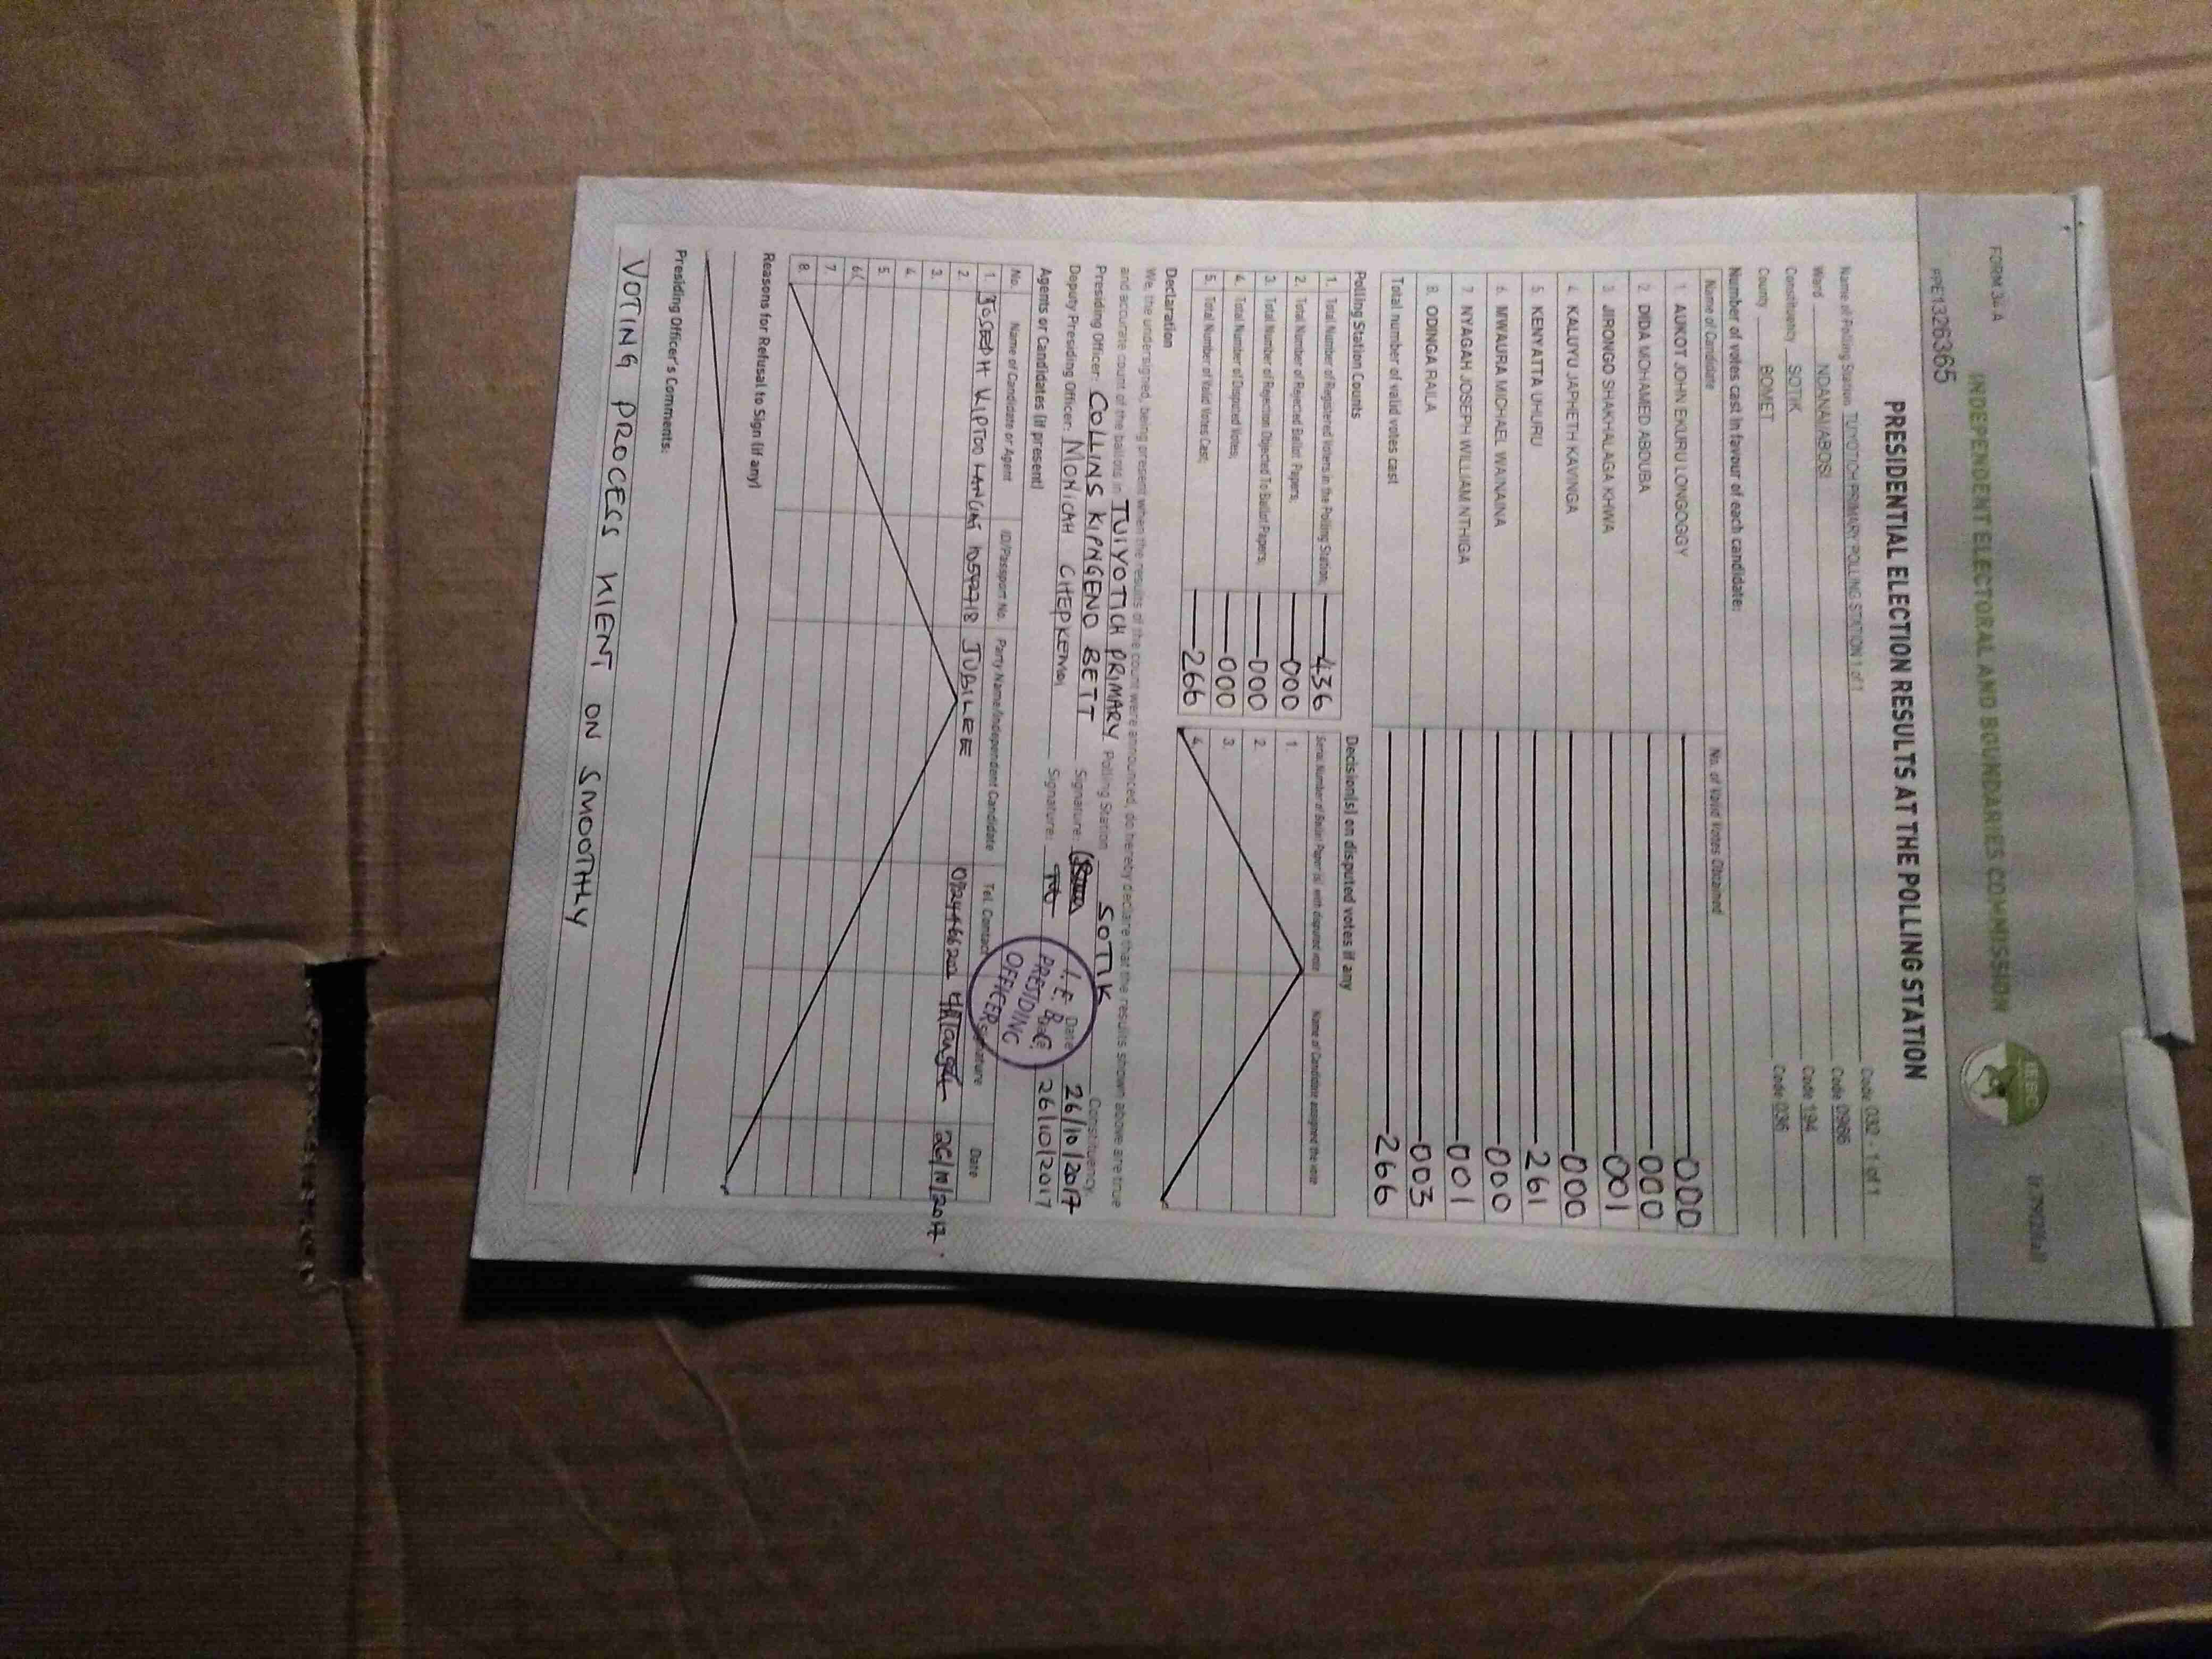 FORM 34 A
INDEPENDENT ELECTORAL AND BOUNDARIES COMMISSION
IEBC
PPE1326365
PRESIDENTIAL ELECTION RESULTS AT THE POLLING STATION
Name of Polling Station TUIYOTICH PRIMARY POLLING STATION 1 of 1 Code 032 - 1 of 1
Ward NDANAI/ABOSI Code 0966
Constituency SOTIK Code 194
County BOMET Code 036
Number of votes cast in favour of each candidate:
Name of Candidate No. of Valid Votes Obtained
1. AUKOT JOHN EKURU LONGOGGY 000
2. DIDA MOHAMED ABDUBA 000
3. JIRONGO SHAKHALAGA KHWA 001
4. KALUYU JAPHETH KAVINGA 000
5. KENYATTA UHURU 261
6. MWAURA MICHAEL WAINAINA 000
7. NYAGAH JOSEPH WILLIAM NTHIGA 001
8. ODINGA RAILA 003
Total number of valid votes cast 266
Polling Station Counts
1. Total Number of Registered Voters in the Polling Station; 436
2. Total Number of Rejected Ballot Papers; 000
3. Total Number of Rejection Objected To Ballot Papers; 000
4. Total Number of Disputed Votes; 000
5. Total Number of Valid Votes Cast; 266
Decision(s) on disputed votes if any
Serial Number of Ballot Paper (s) with disputed vote Name of Candidate assigned the vote
1.
2.
3.
4.
Declaration
We, the undersigned, being present when the results of the count were announced, do hereby declare that the results shown above are true
and accurate count of the ballots in TUIYOTICH PRIMARY Polling Station SOTIK Constituency.
Presiding Officer: COLLINS KIPNGENO BETT Signature: Date 26/10/2017
Deputy Presiding Officer: MONICAH CHEPKEMOI Signature: Date 26/10/2017
I.E.B.C.
PRESIDING
OFFICER
Agents or Candidates (if present)
No. Name of Candidate or Agent ID/Passport No. Party Name/Independent Candidate Tel. Contact Signature Date
1. JOSEPH KIPTOO JUBILEE 26/10/2017
2.
3.
4.
5.
6.
7.
8.
Reasons for Refusal to Sign (if any)
Presiding Officer's Comments:
VOTING PROCESS WENT ON SMOOTHLY